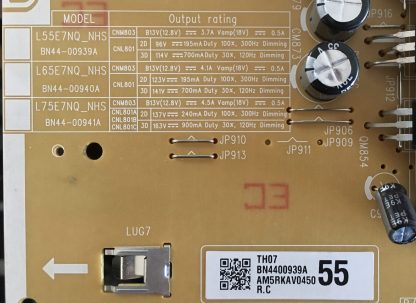 MODEL Output rating
L55E7NQ_NHS
BN44-00939A
CNM803 B13V(12.8V) ⎓ 3.7A Vamp(18V) ⎓ 0.5A
CNL801 2D 96V ⎓ 195mA Duty 100%, 300Hz Dimming
3D 114V ⎓ 700mA Duty 30%, 120Hz Dimming
L65E7NQ_NHS
BN44-00940A
CNM803 B13V(12.8V) ⎓ 4.1A Vamp(18V) ⎓ 0.5A
CNL801 2D 123V ⎓ 195mA Duty 100%, 300Hz Dimming
3D 141V ⎓ 700mA Duty 30%, 120Hz Dimming
L75E7NQ_NHS
BN44-00941A
CNM803 B13V(12.8V) ⎓ 4.5A Vamp(18V) ⎓ 0.5A
CNL801A
CNL801B
CNL801C
2D 137V ⎓ 240mA Duty 100%, 300Hz Dimming
3D 163V ⎓ 900mA Duty 30%, 120Hz Dimming
JP916
JP912
JP906
JP909
JP910
JP911
JP913
CM854
EC
LUG7
TH07
BN4400939A
AM5RKAV0450
R.C
55